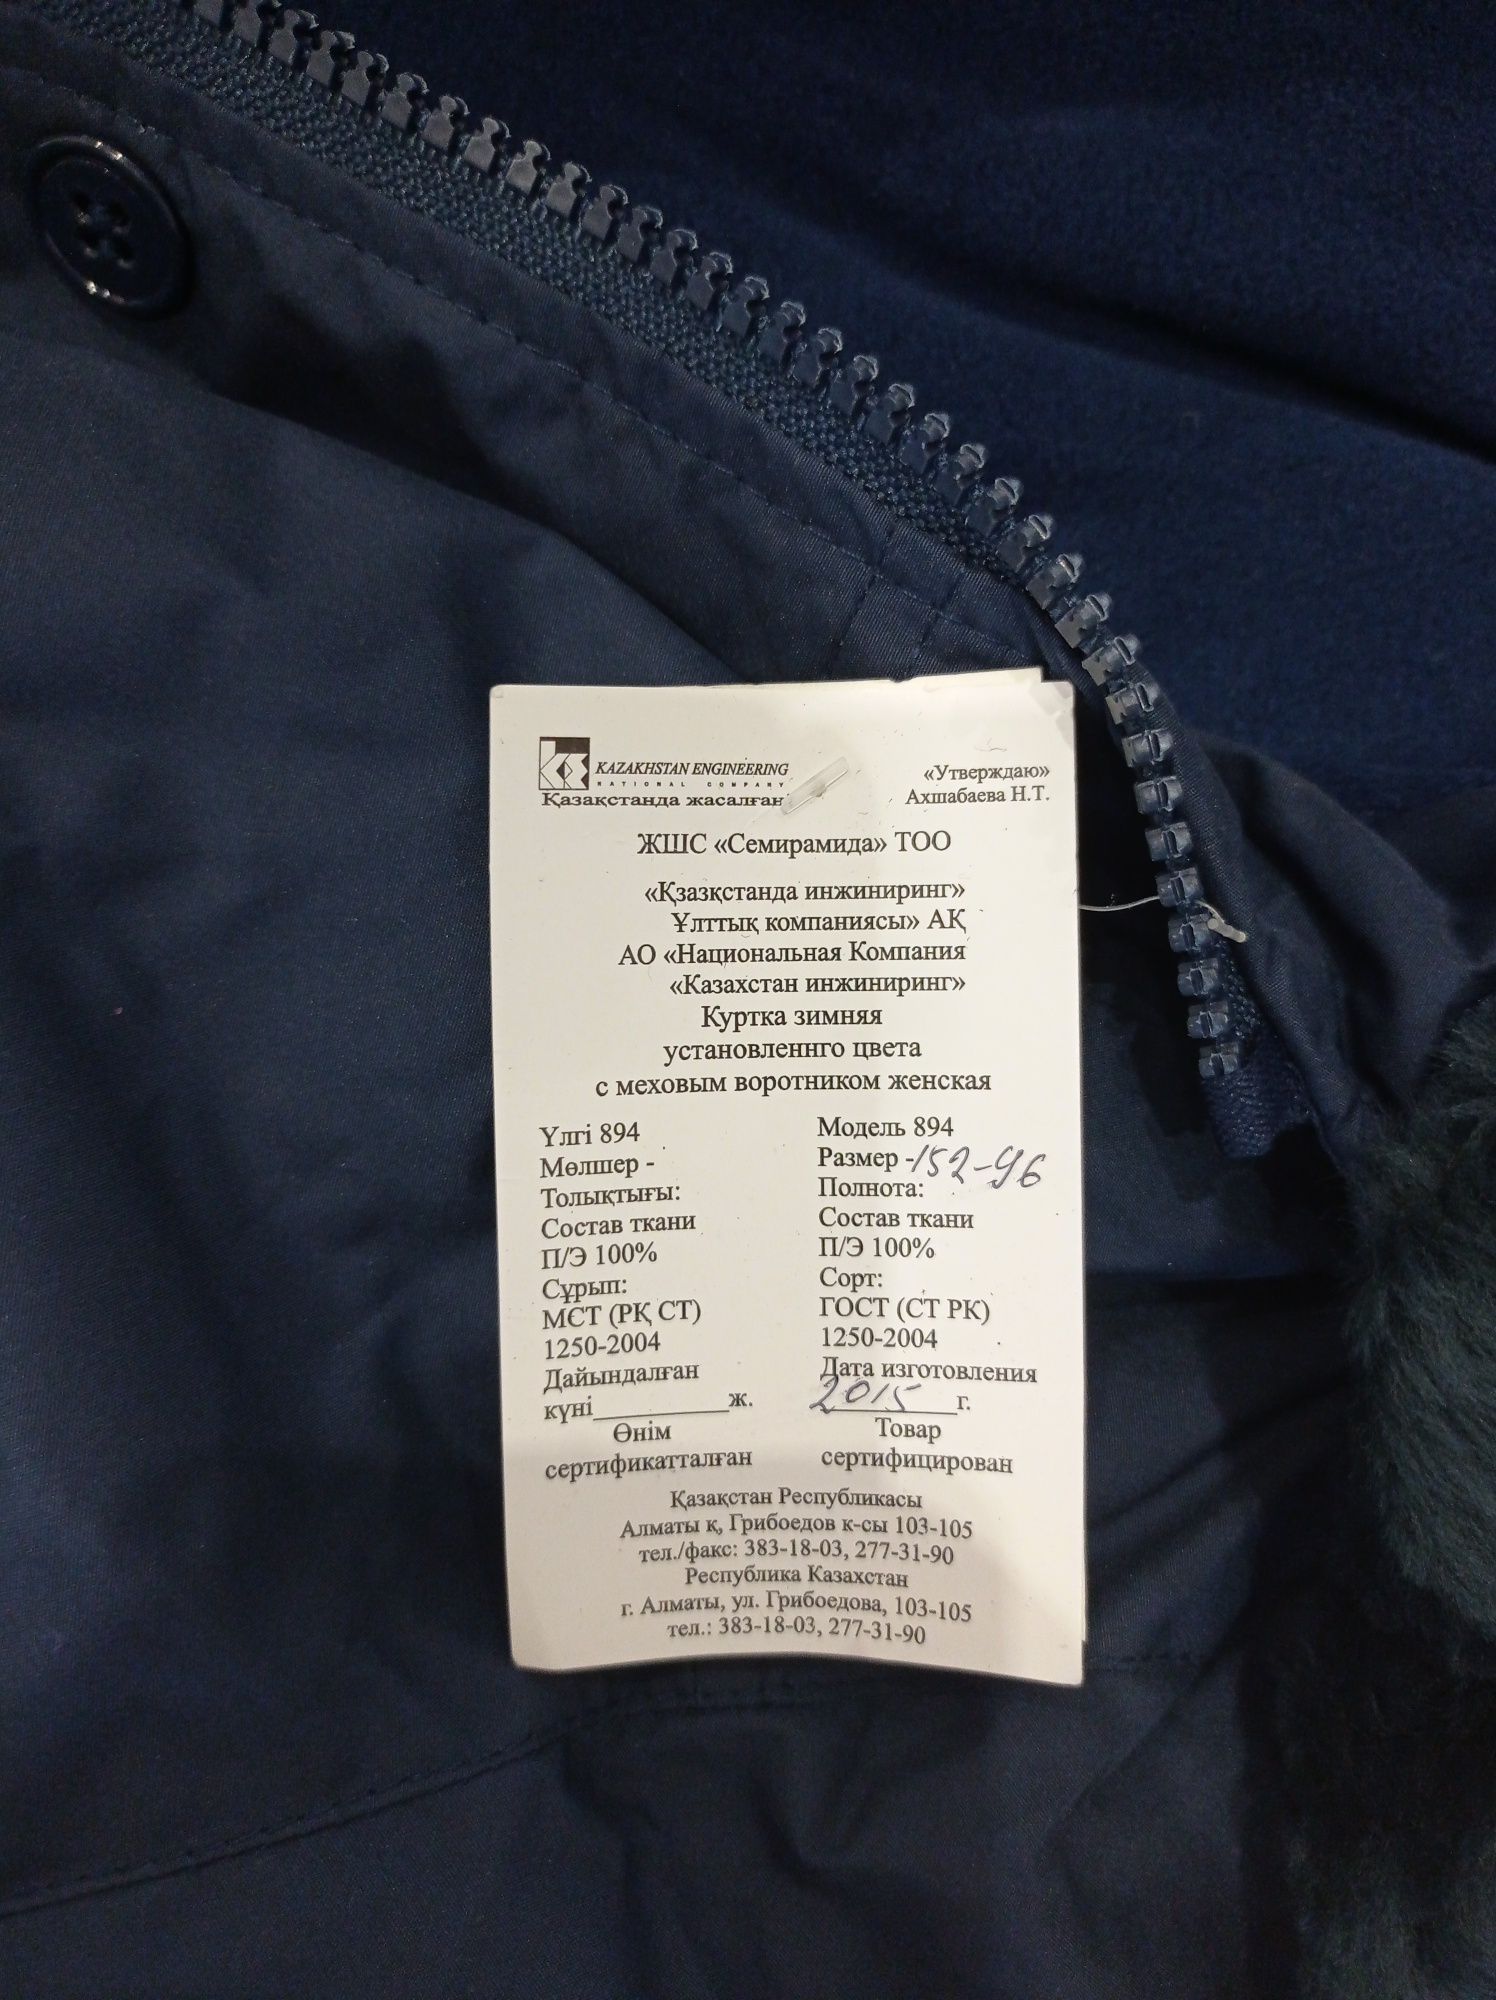 KAZAKHSTAN ENGINEERING
NATIONAL COMPANY
Қазақстанда жасалған
«Утверждаю»
Ахшабаева Н.Т.
ЖШС «Семирамида» ТОО
«Қзазқстанда инжиниринг»
Ұлттық компаниясы» АҚ
АО «Национальная Компания
«Казахстан инжиниринг»
Куртка зимняя
установленнго цвета
с меховым воротником женская
Үлгі 894
Мөлшер -
Толықтығы:
Состав ткани
П/Э 100%
Сұрып:
МСТ (РҚ СТ)
1250-2004
Дайындалған
күні__________ж.
Өнім
сертификатталған
Модель 894
Размер -152-96
Полнота:
Состав ткани
П/Э 100%
Сорт:
ГОСТ (СТ РК)
1250-2004
Дата изготовления
2015 г.
Товар
сертифицирован
Қазақстан Республикасы
Алматы қ, Грибоедов к-сы 103-105
тел./факс: 383-18-03, 277-31-90
Республика Казахстан
г. Алматы, ул. Грибоедова, 103-105
тел.: 383-18-03, 277-31-90